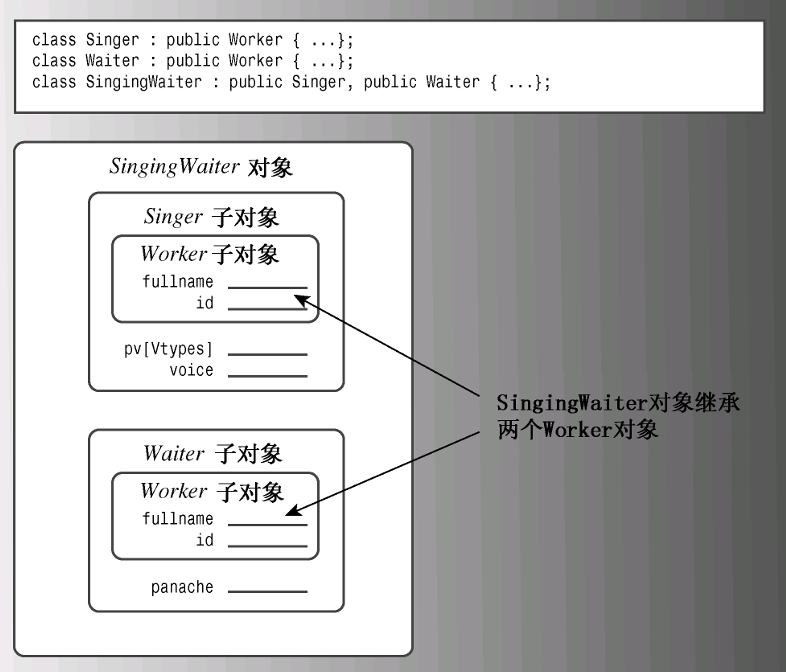 class Singer : public Worker { ...};
class Waiter : public Worker { ...};
class SingingWaiter : public Singer, public Waiter { ...};
SingingWaiter 对象
Singer 子对象
Worker 子对象
fullname
id
pv[Vtypes]
voice
Waiter 子对象
Worker 子对象
fullname
id
panache
SingingWaiter对象继承
两个Worker对象